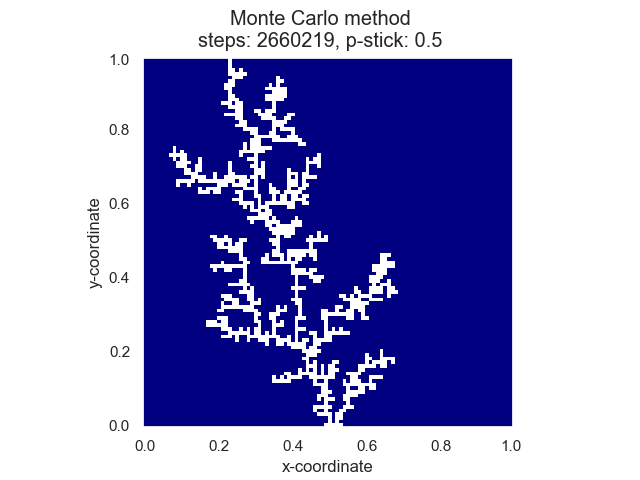 Monte Carlo method
steps: 2660219, p-stick: 0.5
1.0
0.8
0.6
0.4
0.2
0.0
y-coordinate
0.0 0.2 0.4 0.6 0.8 1.0
x-coordinate